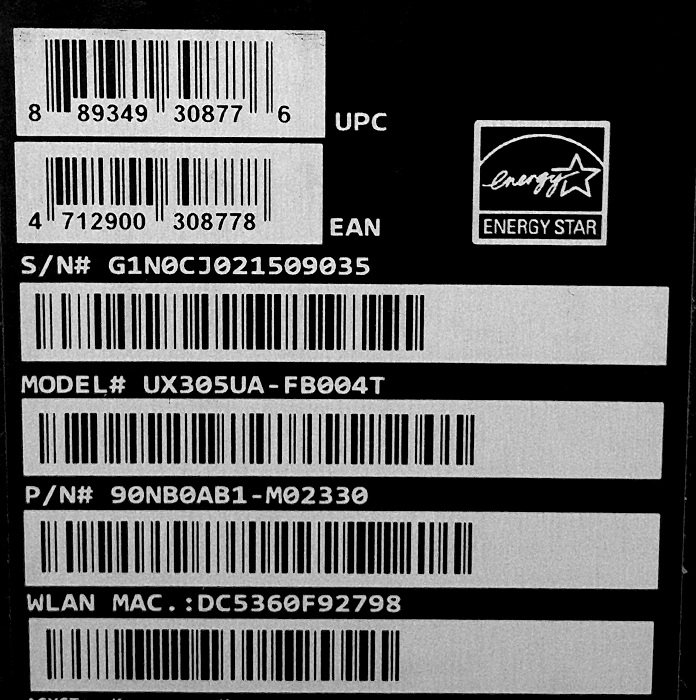 8 89349 30877 6
UPC
4 712900 308778
EAN
energy
ENERGY STAR
S/N# G1N0CJ021509035
MODEL# UX305UA-FB004T
P/N# 90NB0AB1-M02330
WLAN MAC.:DC5360F92798